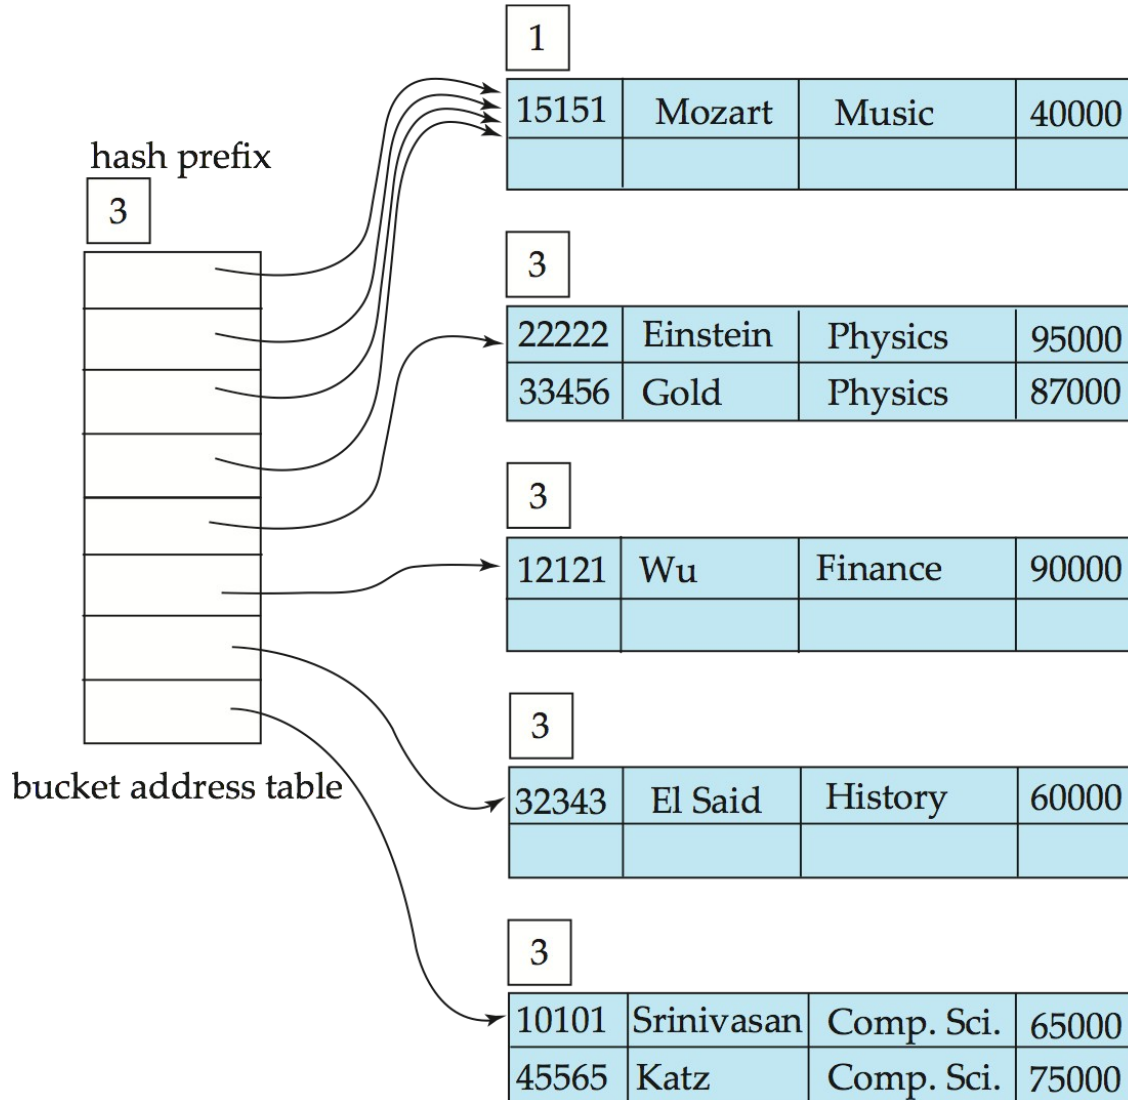 1
15151 Mozart Music 40000
hash prefix
3
3
22222 Einstein Physics 95000
33456 Gold Physics 87000
3
12121 Wu Finance 90000
3
bucket address table
32343 El Said History 60000
3
10101 Srinivasan Comp. Sci. 65000
45565 Katz Comp. Sci. 75000